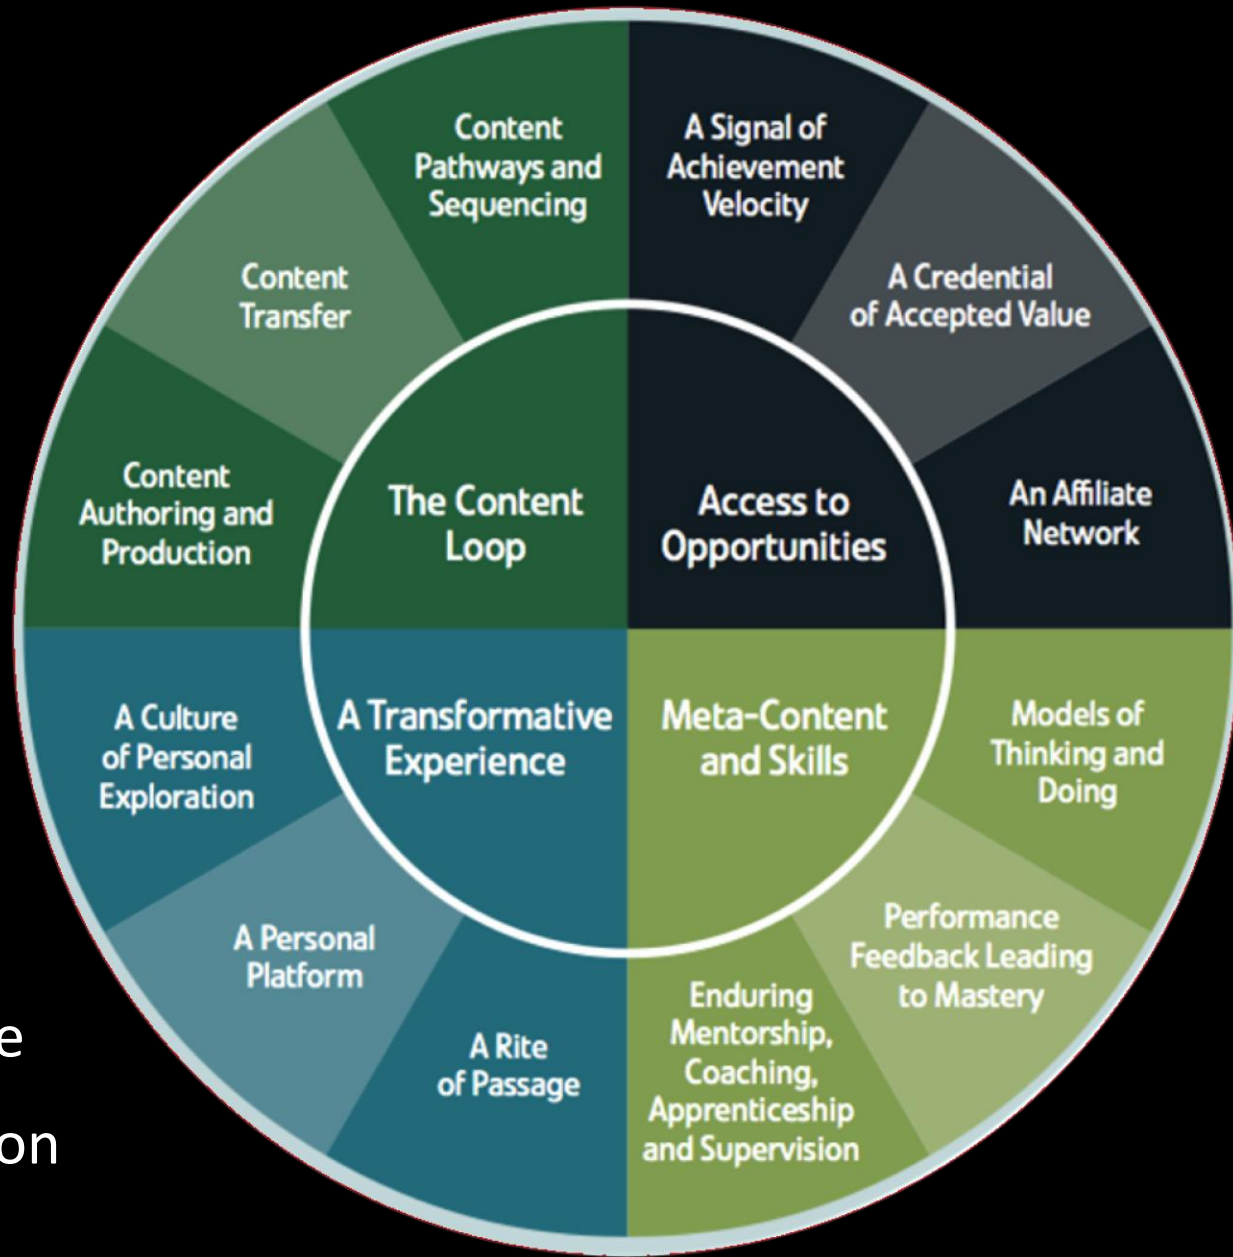 Content
Pathways and
Sequencing
A Signal of
Achievement
Velocity
Content
Transfer
A Credential
of Accepted Value
Content
Authoring and
Production
The Content
Loop
Access to
Opportunities
An Affiliate
Network
A Culture
of Personal
Exploration
A Transformative
Experience
Meta-Content
and Skills
Models of
Thinking and
Doing
A Personal
Platform
Performance
Feedback Leading
to Mastery
A Rite
of Passage
Enduring
Mentorship,
Coaching,
Apprenticeship
and Supervision